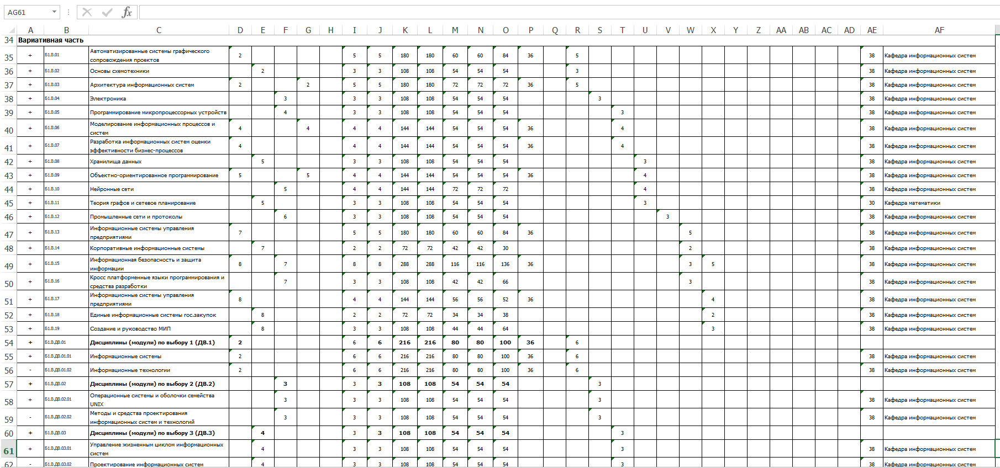 AG61
fx
A B C D E F G H I J K L M N O P Q R S T U V W X Y Z AA AB AC AD AE AF
34 Вариативная часть
35 + Б1.В.01 Автоматизированные системы графического сопровождения проектов 2 5 5 180 180 60 60 84 36 5 38 Кафедра информационных систем
36 + Б1.В.02 Основы схемотехники 2 3 3 108 108 54 54 54 3 38 Кафедра информационных систем
37 + Б1.В.03 Архитектура информационных систем 2 2 5 5 180 180 72 72 72 36 5 38 Кафедра информационных систем
38 + Б1.В.04 Электроника 3 3 3 108 108 54 54 54 3 38 Кафедра информационных систем
39 + Б1.В.05 Программирование микропроцессорных устройств 4 3 3 108 108 54 54 54 3 38 Кафедра информационных систем
40 + Б1.В.06 Моделирование информационных процессов и систем 4 4 4 4 144 144 54 54 54 36 4 38 Кафедра информационных систем
41 + Б1.В.07 Разработка информационных систем оценки эффективности бизнес-процессов 4 4 4 144 144 54 54 54 36 4 38 Кафедра информационных систем
42 + Б1.В.08 Хранилища данных 5 3 3 108 108 54 54 54 3 38 Кафедра информационных систем
43 + Б1.В.09 Объектно-ориентированное программирование 5 5 4 4 144 144 54 54 54 36 4 38 Кафедра информационных систем
44 + Б1.В.10 Нейронные сети 5 4 4 144 144 72 72 72 4 38 Кафедра информационных систем
45 + Б1.В.11 Теория графов и сетевое планирование 5 3 3 108 108 54 54 54 3 30 Кафедра математики
46 + Б1.В.12 Промышленные сети и протоколы 6 3 3 108 108 54 54 54 3 38 Кафедра информационных систем
47 + Б1.В.13 Информационные системы управления предприятиями 7 5 5 180 180 60 60 84 36 5 38 Кафедра информационных систем
48 + Б1.В.14 Корпоративные информационные системы 7 2 2 72 72 42 42 30 2 38 Кафедра информационных систем
49 + Б1.В.15 Информационная безопасность и защита информации 8 7 8 8 288 288 116 116 136 36 3 5 38 Кафедра информационных систем
50 + Б1.В.16 Кросс платформенные языки программирования и средства разработки 7 3 3 108 108 42 42 66 3 38 Кафедра информационных систем
51 + Б1.В.17 Информационные системы управления предприятиями 8 4 4 144 144 56 56 52 36 4 38 Кафедра информационных систем
52 + Б1.В.18 Единые информационные системы гос.закупок 8 2 2 72 72 34 34 38 2 38 Кафедра информационных систем
53 + Б1.В.19 Создание и руководство МИП 8 3 3 108 108 44 44 64 3 38 Кафедра информационных систем
54 + Б1.В.ДВ.01 Дисциплины (модули) по выбору 1 (ДВ.1) 2 6 6 216 216 80 80 100 36 6
55 + Б1.В.ДВ.01.01 Информационные системы 2 6 6 216 216 80 80 100 36 6 38 Кафедра информационных систем
56 - Б1.В.ДВ.01.02 Информационные технологии 2 6 6 216 216 80 80 100 36 6 38 Кафедра информационных систем
57 + Б1.В.ДВ.02 Дисциплины (модули) по выбору 2 (ДВ.2) 3 3 3 108 108 54 54 54 3
58 + Б1.В.ДВ.02.01 Операционные системы и оболочки семейства UNIX 3 3 3 108 108 54 54 54 3 38 Кафедра информационных систем
59 - Б1.В.ДВ.02.02 Методы и средства проектирования информационных систем и технологий 3 3 3 108 108 54 54 54 3 38 Кафедра информационных систем
60 + Б1.В.ДВ.03 Дисциплины (модули) по выбору 3 (ДВ.3) 4 3 3 108 108 54 54 54 3
61 + Б1.В.ДВ.03.01 Управление жизненным циклом информационных систем 4 3 3 108 108 54 54 54 3 38 Кафедра информационных систем
62 - Б1.В.ДВ.03.02 Проектирование информационных систем 4 3 3 108 108 54 54 54 3 38 Кафедра информационных систем